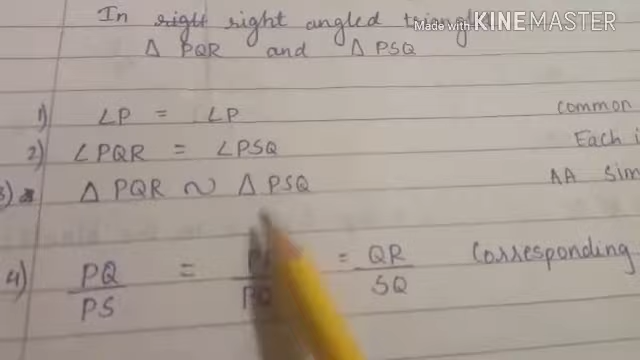 In right right angled
Made with KINEMASTER
Δ PQR and Δ PSQ
1) ∠P = ∠P common
2) ∠PQR = ∠PSQ Each
3) Δ PQR ~ Δ PSQ AA
4) PQ/PS = = QR/SQ Corresponding